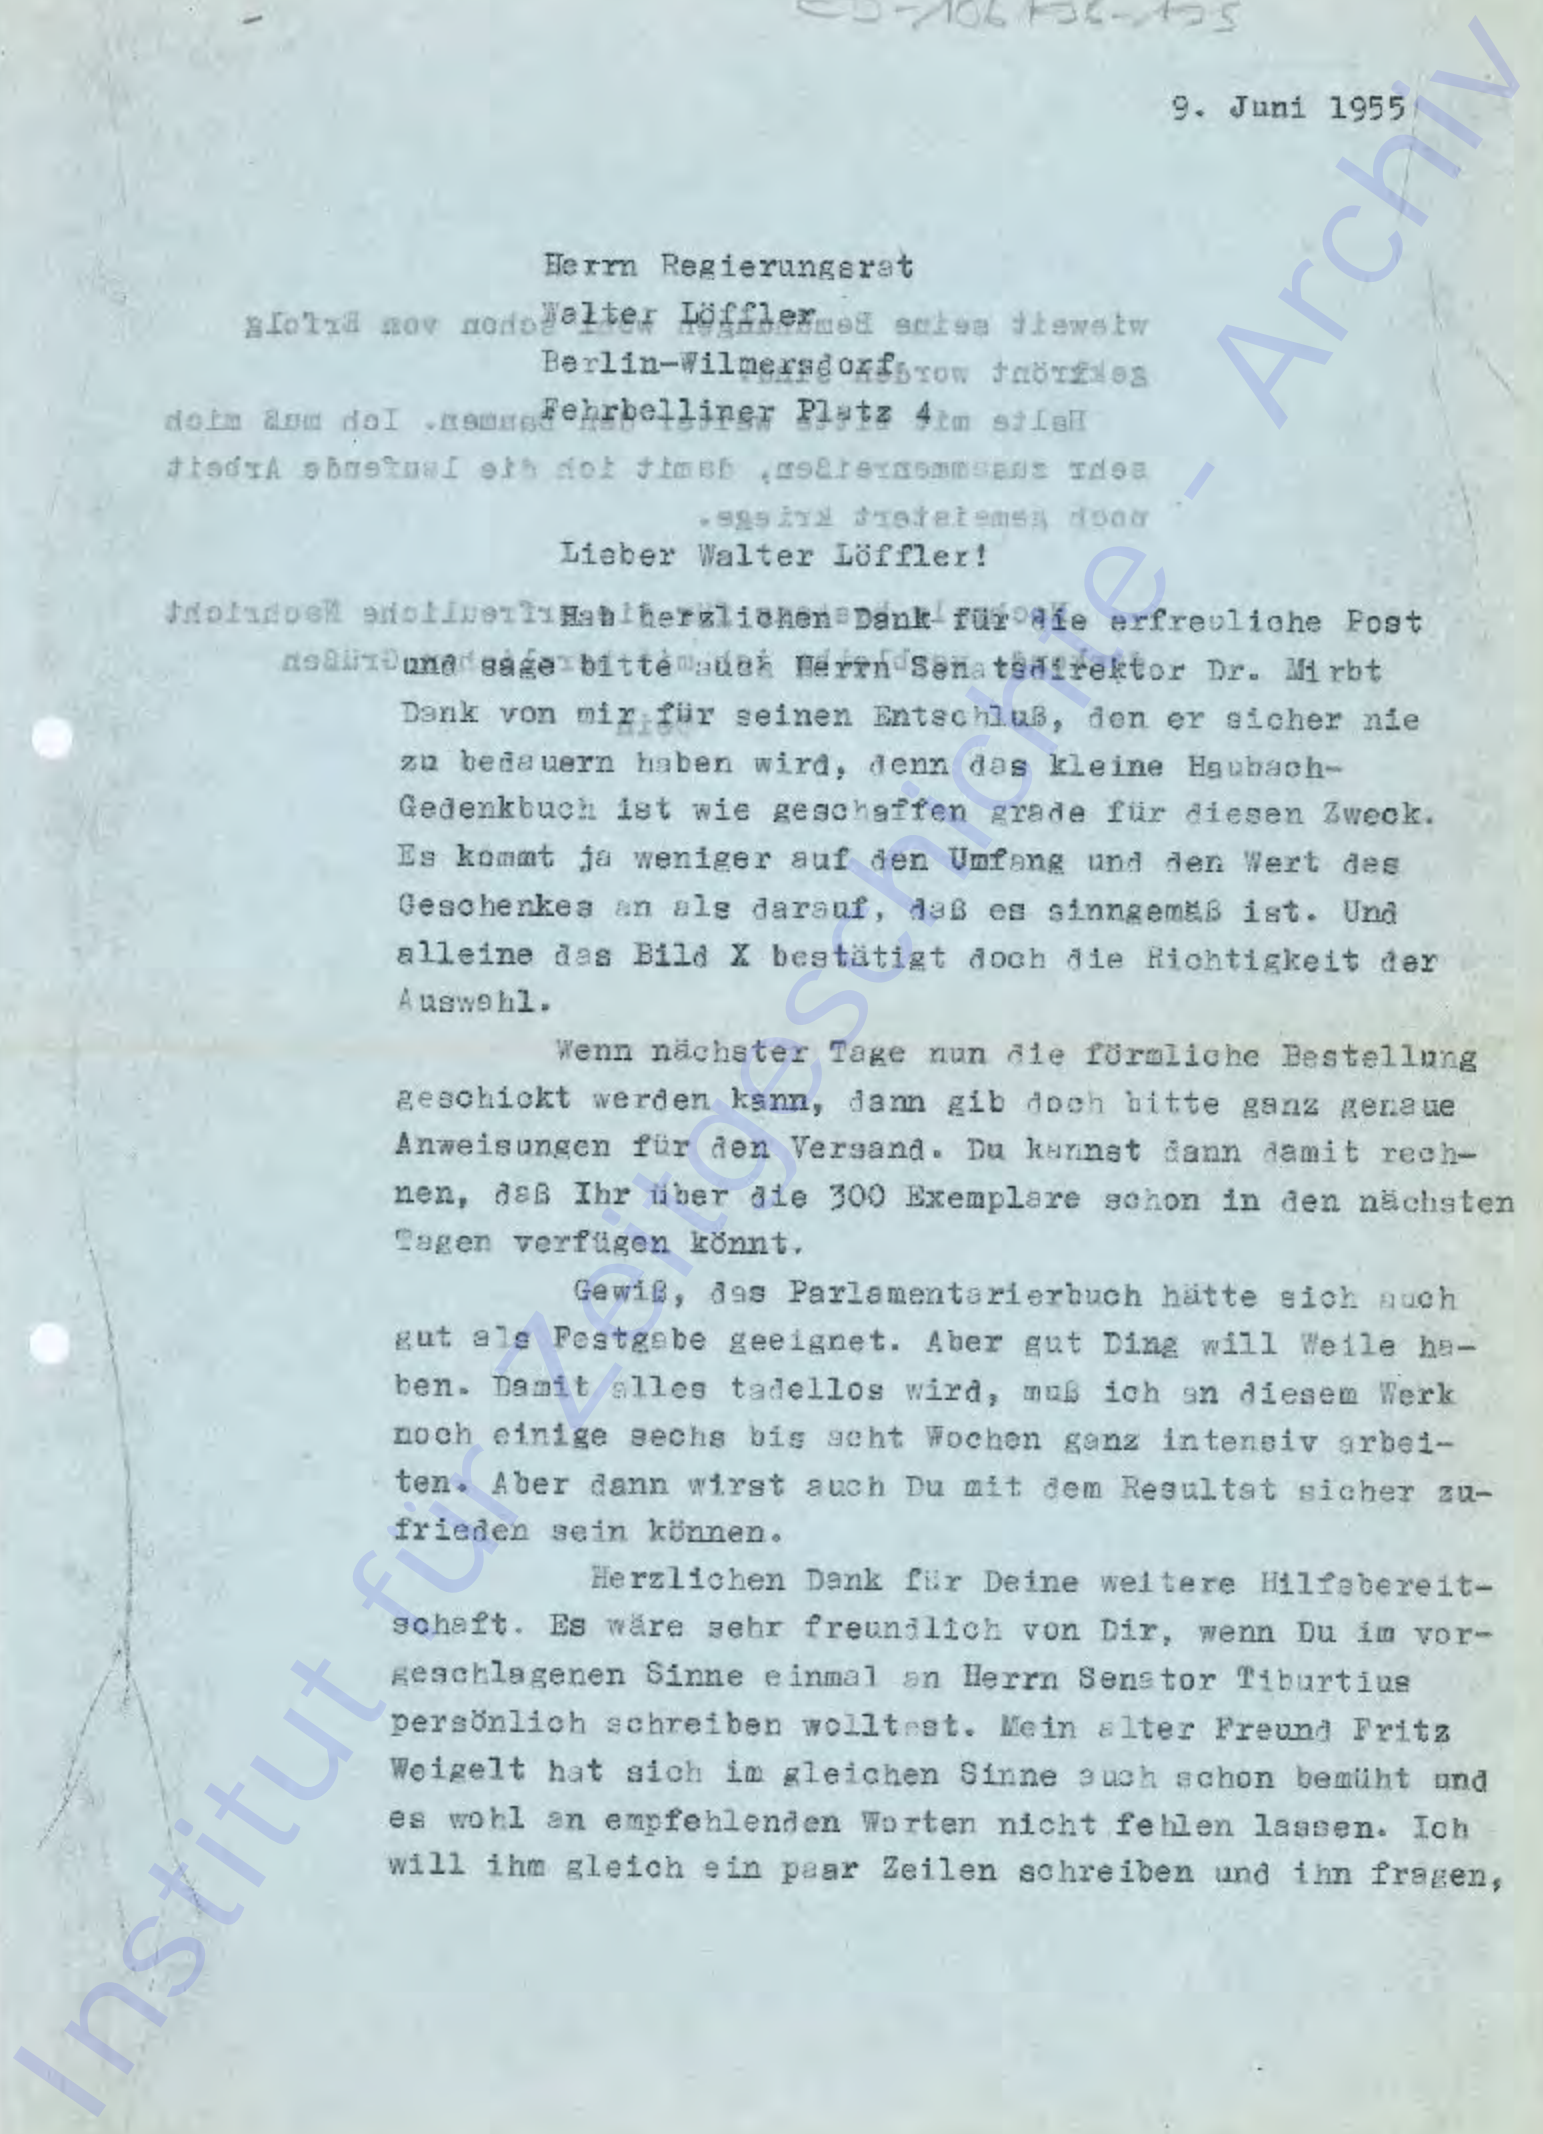 9. Juni 1955
Herrn Regierungsrat
Walter Löffler
Berlin-Wilmersdorf
Fehrbelliner Platz 4
Lieber Walter Löffler!
Hab herzlichen Dank für die erfreuliche Post
und sage bitte auch Herrn Senatsdirektor Dr. Mirbt
Dank von mir für seinen Entschluß, den er sicher nie
zu bedauern haben wird, denn das kleine Haubach-
Gedenkbuch ist wie geschaffen grade für diesen Zweck.
Es kommt ja weniger auf den Umfang und den Wert des
Geschenkes an als darauf, daß es sinngemäß ist. Und
alleine das Bild X bestätigt doch die Richtigkeit der
Auswahl.
Wenn nächster Tage nun die förmliche Bestellung
geschickt werden kann, dann gib doch bitte ganz genaue
Anweisungen für den Versand. Du kannst dann damit rech-
nen, daß Ihr über die 300 Exemplare schon in den nächsten
Tagen verfügen könnt.
Gewiß, das Parlamentarierbuch hätte sich auch
gut als Festgabe geeignet. Aber gut Ding will Weile ha-
ben. Damit alles tadellos wird, muß ich an diesem Werk
noch einige sechs bis acht Wochen ganz intensiv arbei-
ten. Aber dann wirst auch Du mit dem Resultat sicher zu-
frieden sein können.
Herzlichen Dank für Deine weitere Hilfsbereit-
schaft. Es wäre sehr freundlich von Dir, wenn Du im vor-
geschlagenen Sinne einmal an Herrn Senator Tiburtius
persönlich schreiben wolltest. Mein alter Freund Fritz
Weigelt hat sich im gleichen Sinne auch schon bemüht und
es wohl an empfehlenden Worten nicht fehlen lassen. Ich
will ihm gleich ein paar Zeilen schreiben und ihn fragen,
Institut für Zeitgeschichte - Archiv